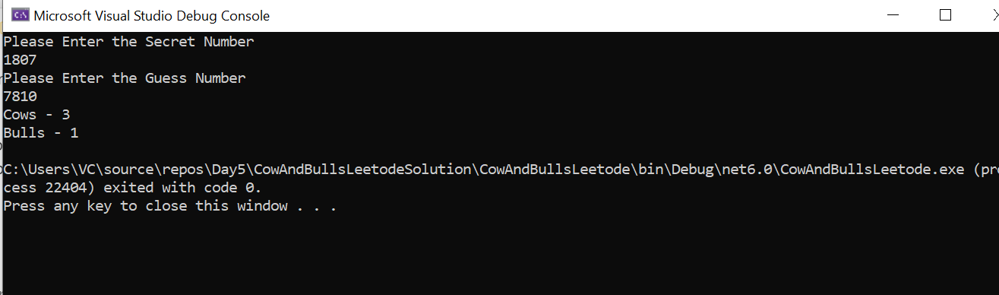 Microsoft Visual Studio Debug Console
Please Enter the Secret Number
1807
Please Enter the Guess Number
7810
Cows - 3
Bulls - 1
C:\Users\VC\source\repos\Day5\CowAndBullsLeetodeSolution\CowAndBullsLeetode\bin\Debug\net6.0\CowAndBullsLeetode.exe (pro
cess 22404) exited with code 0.
Press any key to close this window . . .